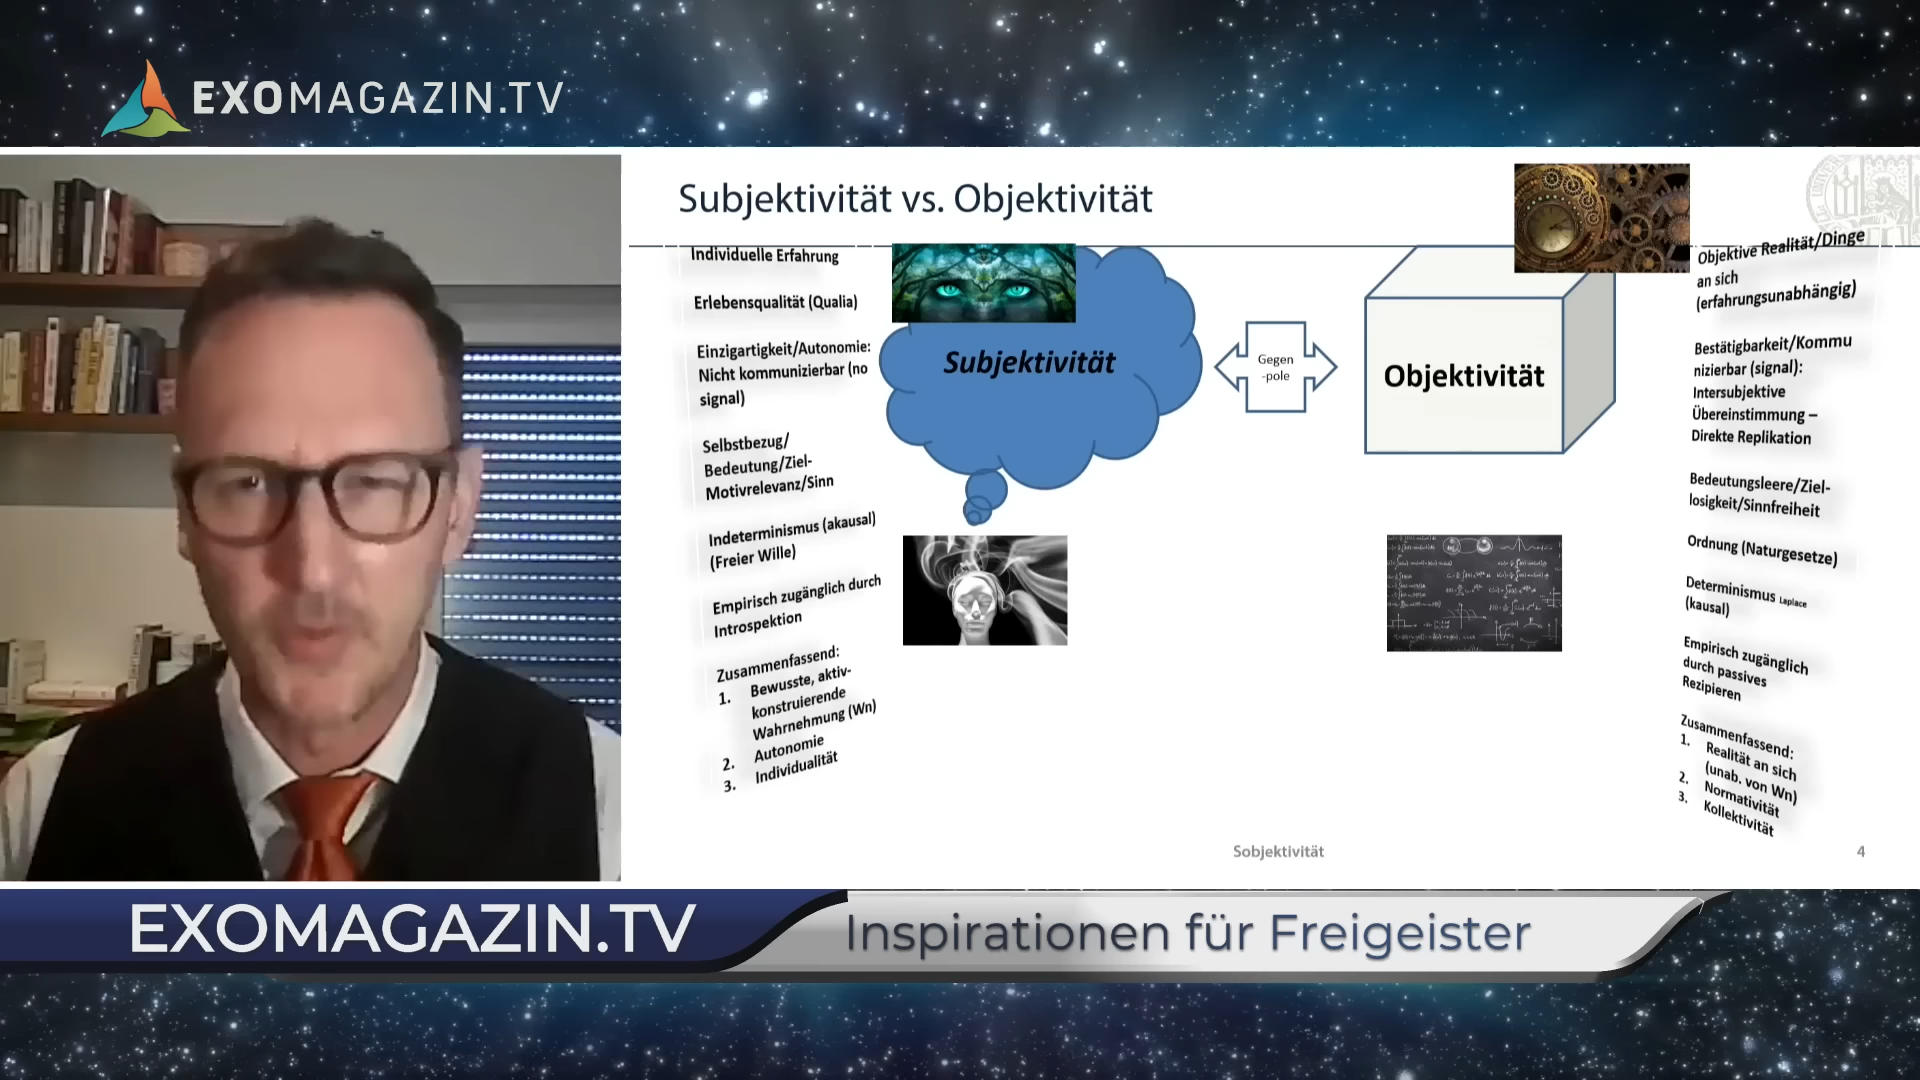 EXOMAGAZIN.TV
Subjektivität vs. Objektivität
Individuelle Erfahrung
Erlebensqualität (Qualia)
Einzigartigkeit/Autonomie:
Nicht kommunizierbar (no
signal)
Selbstbezug/
Bedeutung/Ziel-
Motivrelevanz/Sinn
Indeterminismus (akausal)
(Freier Wille)
Empirisch zugänglich durch
Introspektion
Zusammenfassend:
1. Bewusste, aktiv-
konstruierende
Wahrnehmung (Wn)
2. Autonomie
3. Individualität
Subjektivität
Gegen
-pole
Objektivität
Objektive Realität/Dinge
an sich
(erfahrungsunabhängig)
Bestätigbarkeit/Kommu
nizierbar (signal):
Intersubjektive
Übereinstimmung –
Direkte Replikation
Bedeutungsleere/Ziel-
losigkeit/Sinnfreiheit
Ordnung (Naturgesetze)
Determinismus Laplace
(kausal)
Empirisch zugänglich
durch passives
Rezipieren
Zusammenfassend:
1. Realität an sich
(unab. von Wn)
2. Normativität
3. Kollektivität
Sobjektivität
4
EXOMAGAZIN.TV
Inspirationen für Freigeister